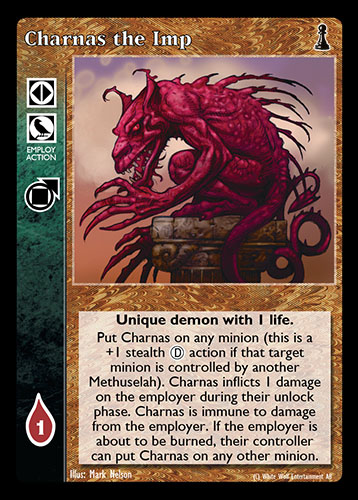 Charnas the Imp
EMPLOY
ACTION
Unique demon with 1 life.
Put Charnas on any minion (this is a
+1 stealth Ⓓ action if that target
minion is controlled by another
Methuselah). Charnas inflicts 1 damage
on the employer during their unlock
phase. Charnas is immune to damage
from the employer. If the employer is
about to be burned, their controller
can put Charnas on any other minion.
1
Illus: Mark Nelson
(C) White Wolf Entertainment AB